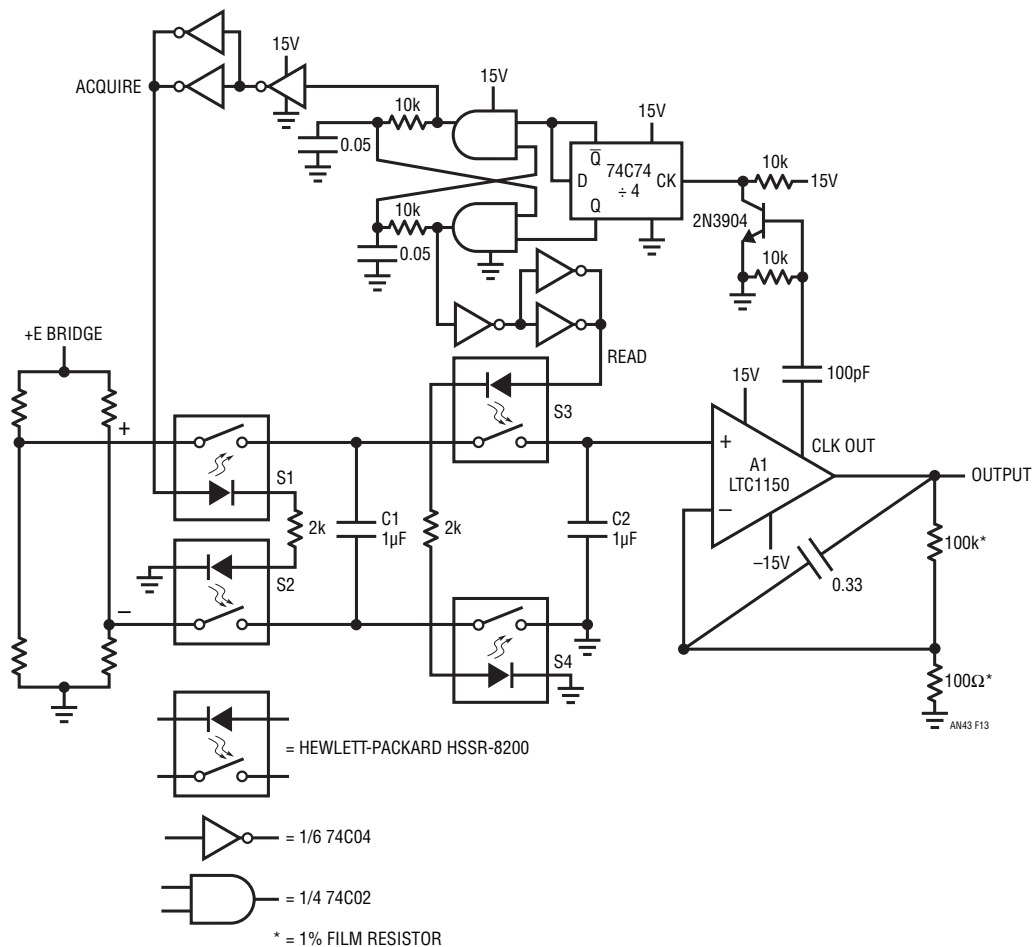 15V
ACQUIRE
10k
0.05
15V
Q
D
Q
74C74
÷ 4
CK
15V
10k
15V
2N3904
10k
10k
0.05
READ
100pF
+E BRIDGE
+
–
S1
2k
S2
C1
1µF
S3
2k
S4
C2
1µF
15V
CLK OUT
+
A1
LTC1150
–
–15V
OUTPUT
100k*
0.33
100Ω*
AN43 F13
= HEWLETT-PACKARD HSSR-8200
= 1/6 74C04
= 1/4 74C02
* = 1% FILM RESISTOR